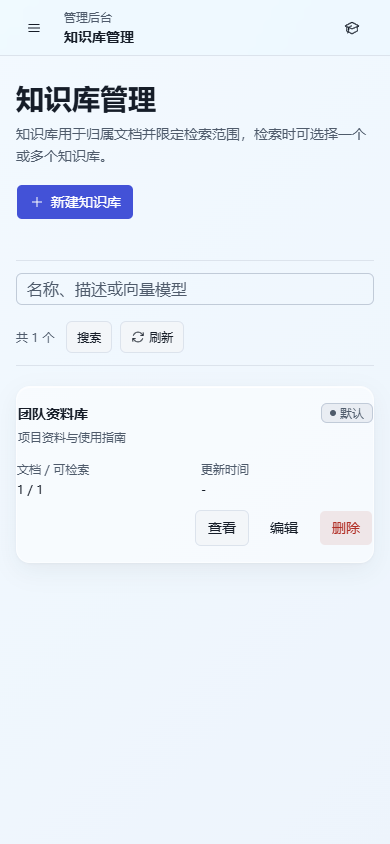 管理后台
知识库管理
知识库管理
知识库用于归属文档并限定检索范围，检索时可选择一个
或多个知识库。
新建知识库
名称、描述或向量模型
共 1 个
搜索
刷新
团队资料库
默认
项目资料与使用指南
文档 / 可检索
更新时间
1 / 1
-
查看
编辑
删除